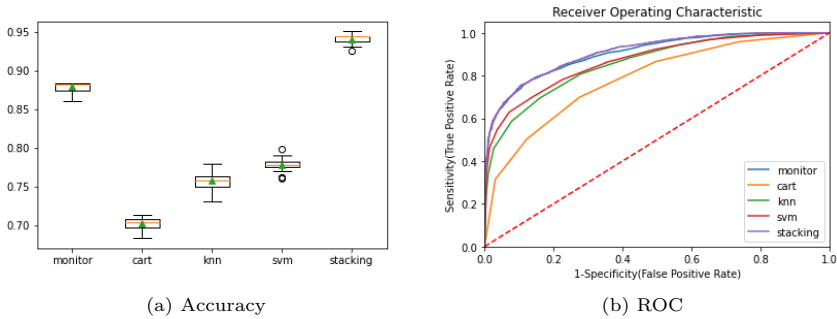 0.95
0.90
0.85
0.80
0.75
0.70
monitor cart knn svm stacking
(a) Accuracy
Receiver Operating Characteristic
Sensitivity(True Positive Rate)
1.0
0.8
0.6
0.4
0.2
0.0
monitor
cart
knn
svm
stacking
0.0 0.2 0.4 0.6 0.8 1.0
1-Specificity(False Positive Rate)
(b) ROC